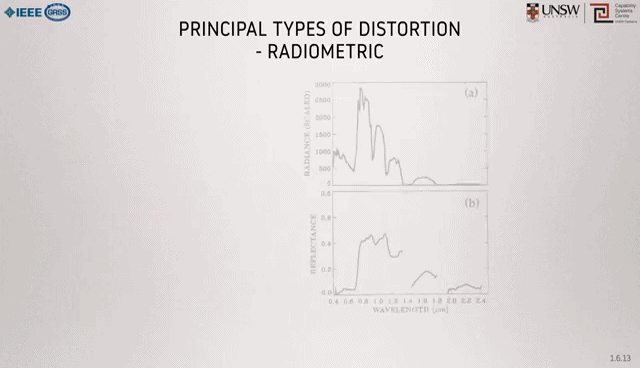 IEEE GRSS
UNSW
AUSTRALIA
Capability
Systems
Centre
PRINCIPAL TYPES OF DISTORTION
- RADIOMETRIC
(a)
RADIANCE (SCALED)
3000
2500
2000
1500
1000
500
0
(b)
REFLECTANCE
0.8
0.6
0.4
0.2
0.0
0.4 0.6 0.8 1.0 1.2 1.4 1.6 1.8 2.0 2.2 2.4
WAVELENGTH (μm)
1.6.13